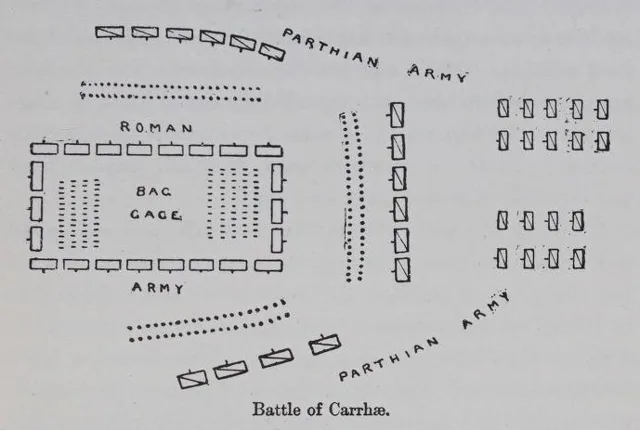 PARTHIAN ARMY
ROMAN
BAG
GAGE
ARMY
PARTHIAN ARMY
Battle of Carrhæ.